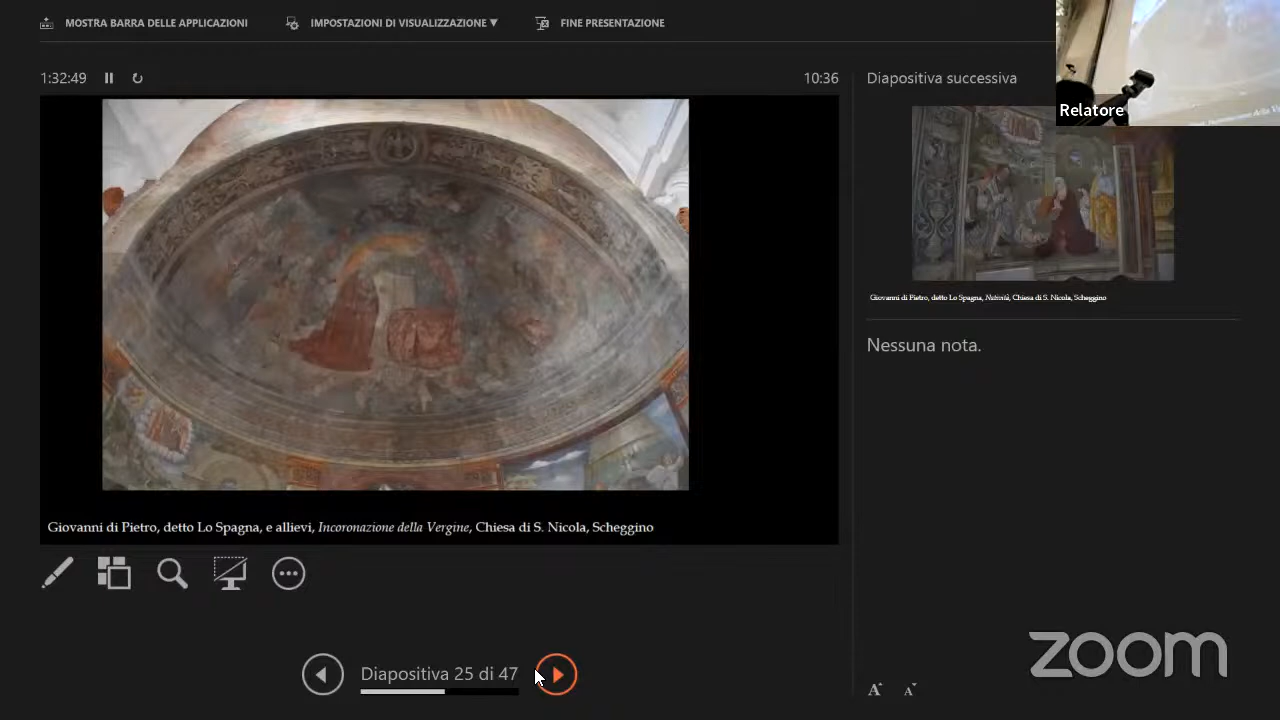 MOSTRA BARRA DELLE APPLICAZIONI
IMPOSTAZIONI DI VISUALIZZAZIONE ▼
FINE PRESENTAZIONE
1:32:49
10:36
Diapositiva successiva
Relatore
Giovanni di Pietro, detto Lo Spagna, Natività, Chiesa di S. Nicola, Scheggino
Nessuna nota.
Giovanni di Pietro, detto Lo Spagna, e allievi, Incoronazione della Vergine, Chiesa di S. Nicola, Scheggino
Diapositiva 25 di 47
zoom
A A